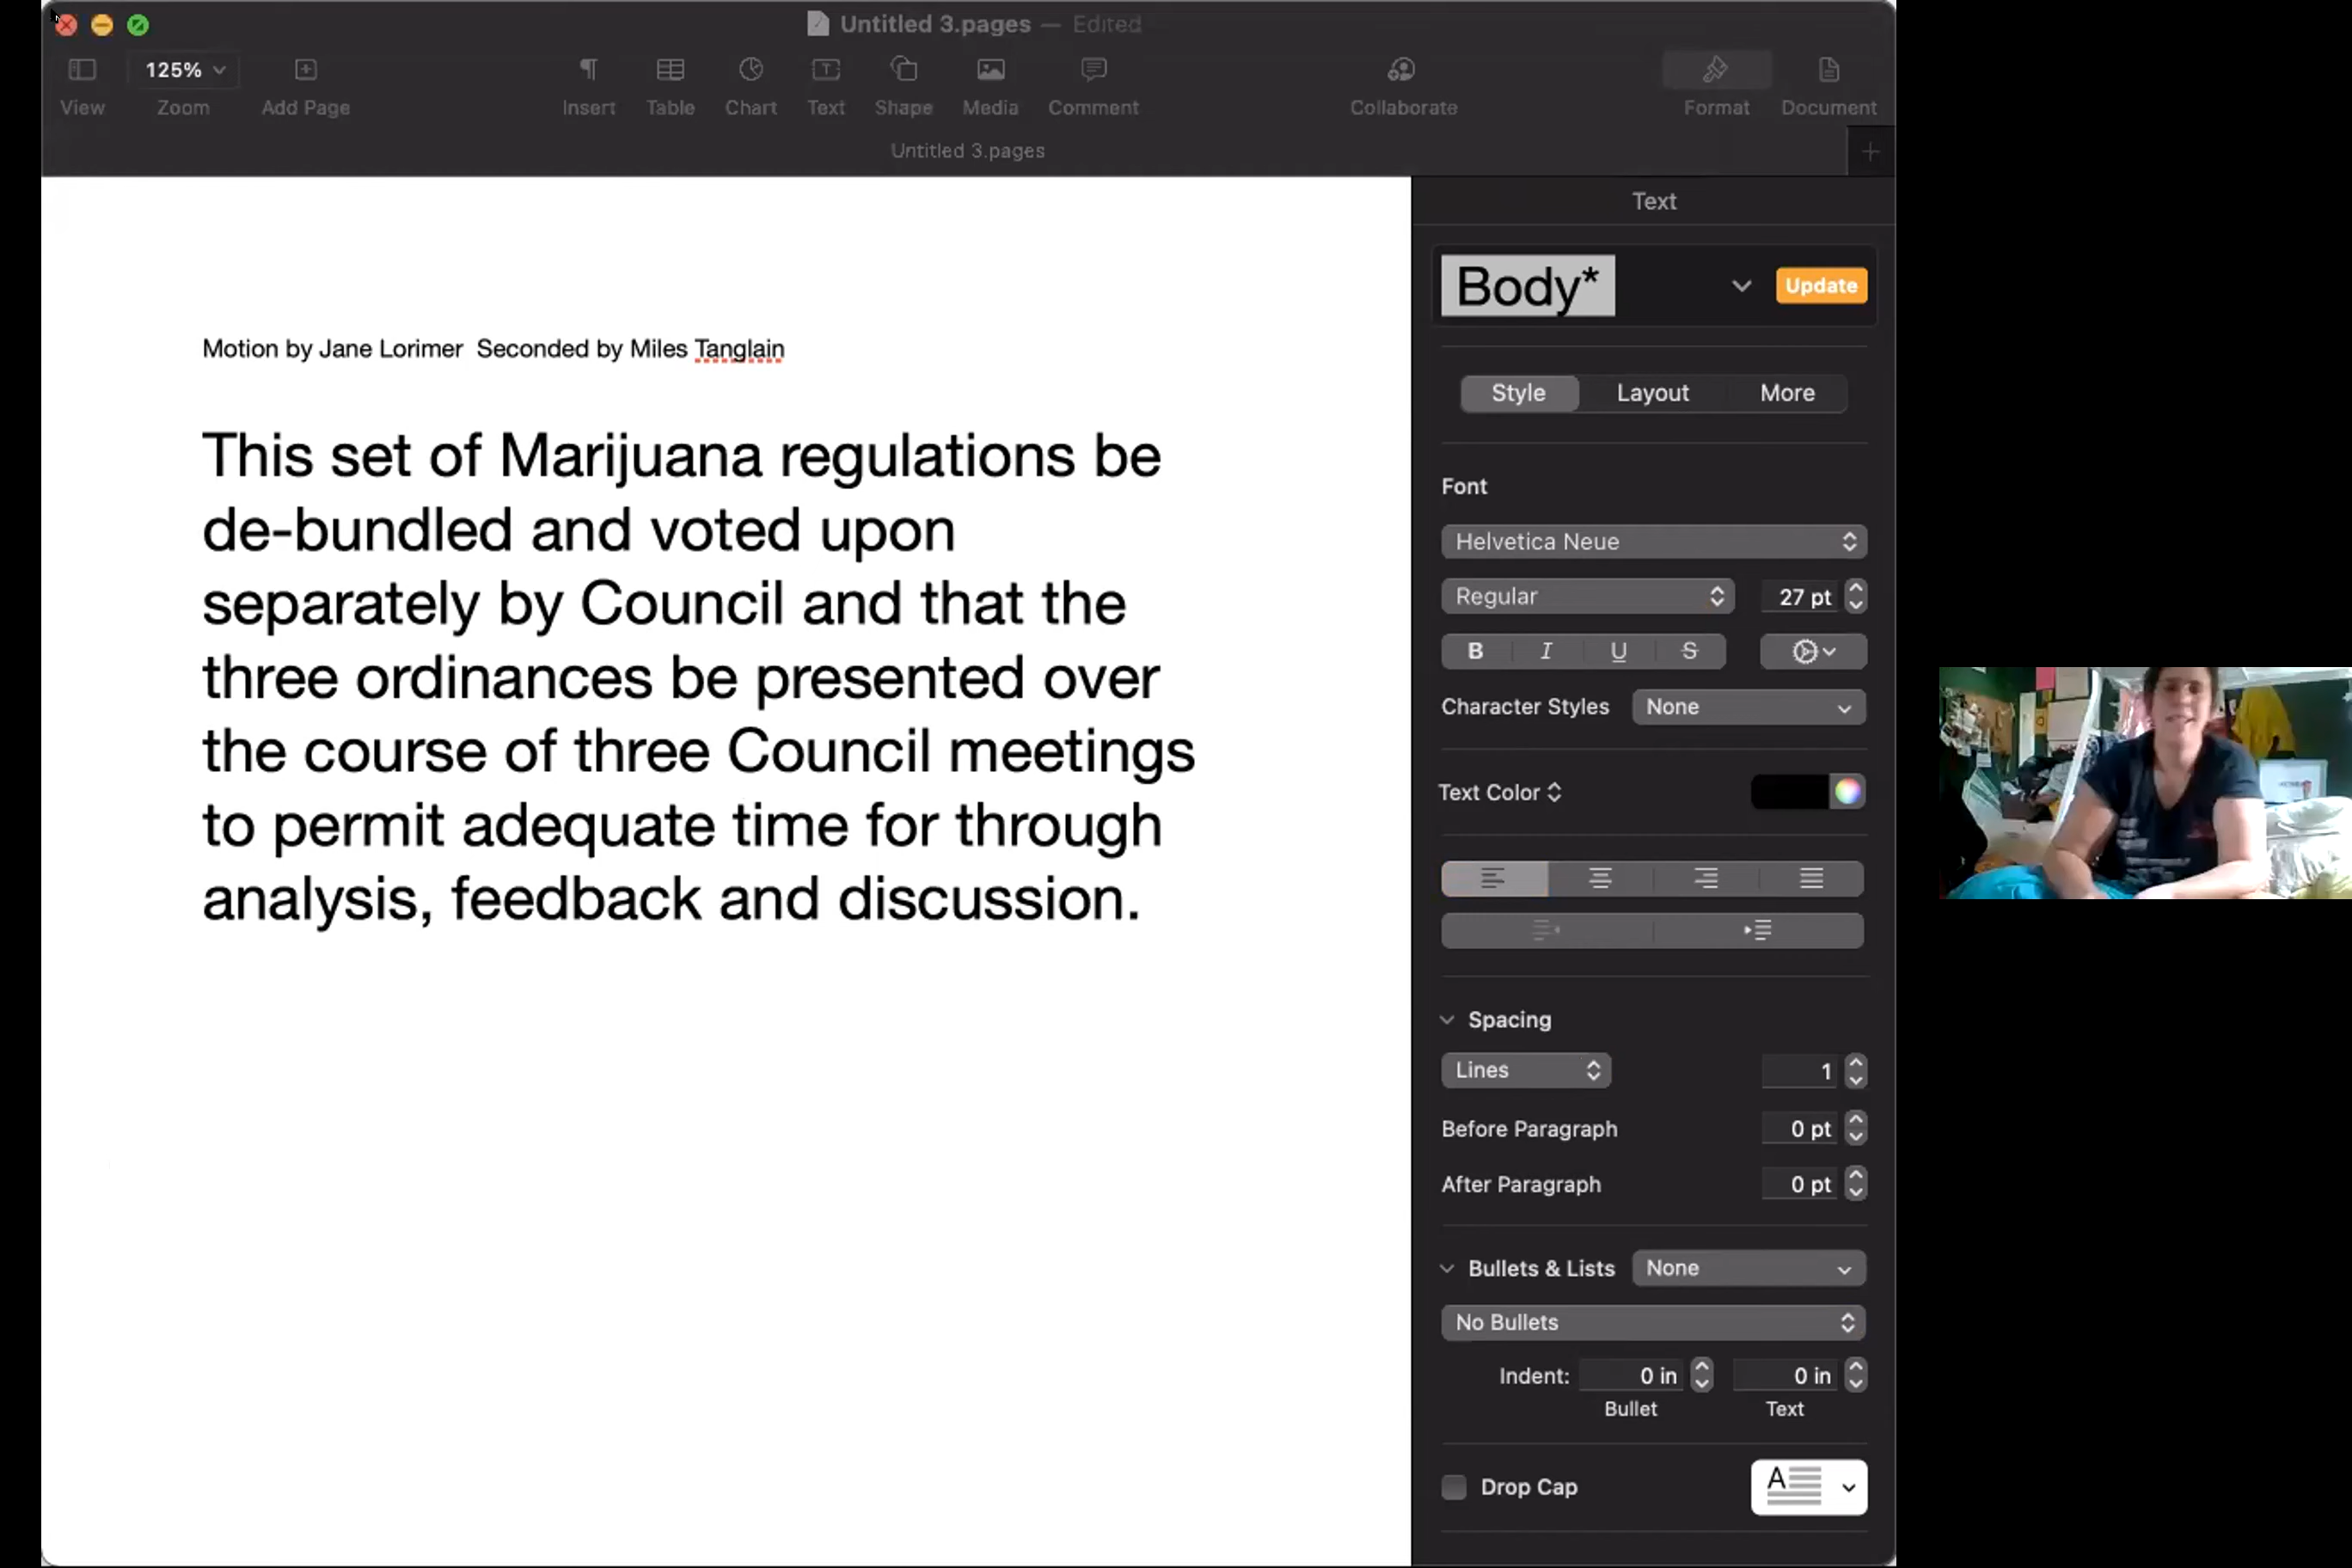 Untitled 3.pages — Edited
125%
View Zoom Add Page Insert Table Chart Text Shape Media Comment Collaborate Format Document
Untitled 3.pages
Text
Body*
Update
Motion by Jane Lorimer  Seconded by Miles Tanglain
Style Layout More
This set of Marijuana regulations be
de-bundled and voted upon
separately by Council and that the
three ordinances be presented over
the course of three Council meetings
to permit adequate time for through
analysis, feedback and discussion.
Font
Helvetica Neue
Regular 27 pt
B I U S
Character Styles None
Text Color
Spacing
Lines 1
Before Paragraph 0 pt
After Paragraph 0 pt
Bullets & Lists None
No Bullets
Indent: 0 in 0 in
Bullet Text
Drop Cap A